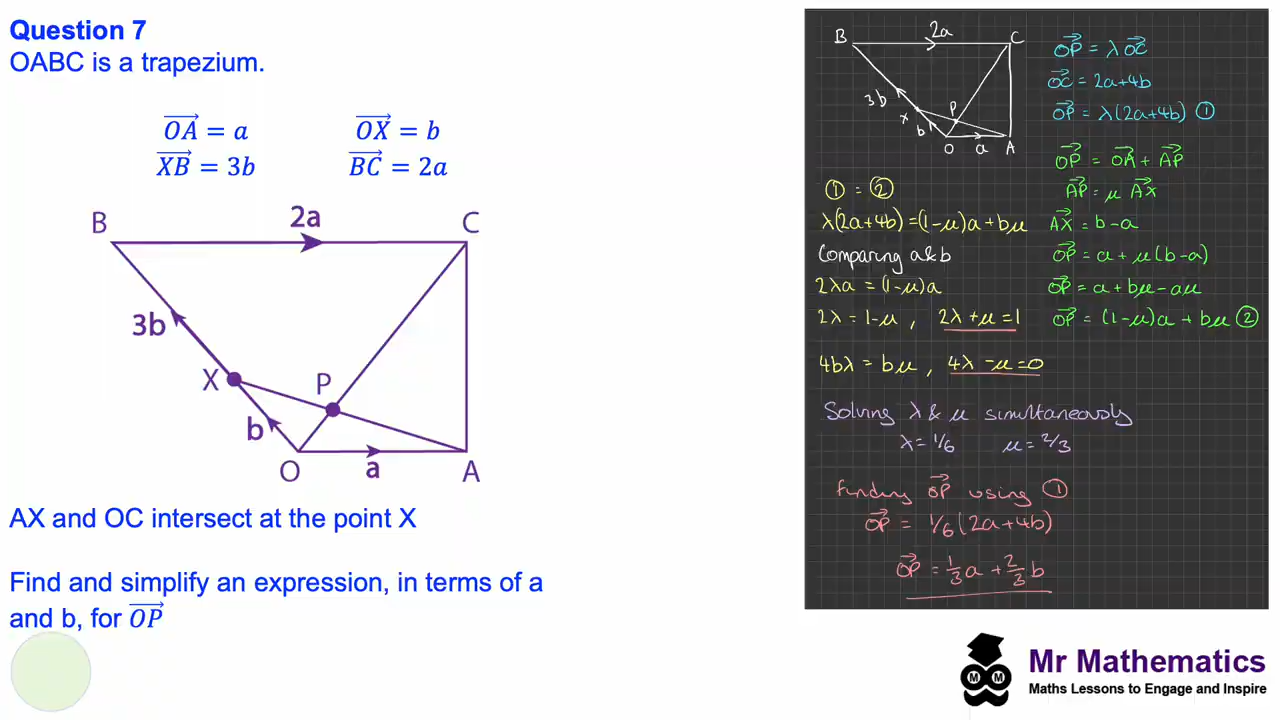 Question 7
OABC is a trapezium.
OA→ = a OX→ = b
XB→ = 3b BC→ = 2a
B 2a C
3b
X P
b
O a A
AX and OC intersect at the point X
Find and simplify an expression, in terms of a
and b, for OP→
B 2a C
3b
X P
b
O a A
OP→ = λ OC→
OC→ = 2a+4b
OP→ = λ(2a+4b) ①
OP→ = OA→ + AP→
AP→ = μ AX→
AX→ = b-a
OP→ = a + μ(b-a)
OP→ = a + bμ - aμ
OP→ = (1-μ)a + bμ ②
① = ②
λ(2a+4b) = (1-μ)a + bμ
Comparing a & b
2λa = (1-μ)a
2λ = 1-μ , 2λ + μ = 1
4bλ = bμ , 4λ - μ = 0
Solving λ & μ simultaneously
λ = 1/6 μ = 2/3
Finding OP→ using ①
OP→ = 1/6 (2a+4b)
OP→ = 1/3 a + 2/3 b
M M
Mr Mathematics
Maths Lessons to Engage and Inspire